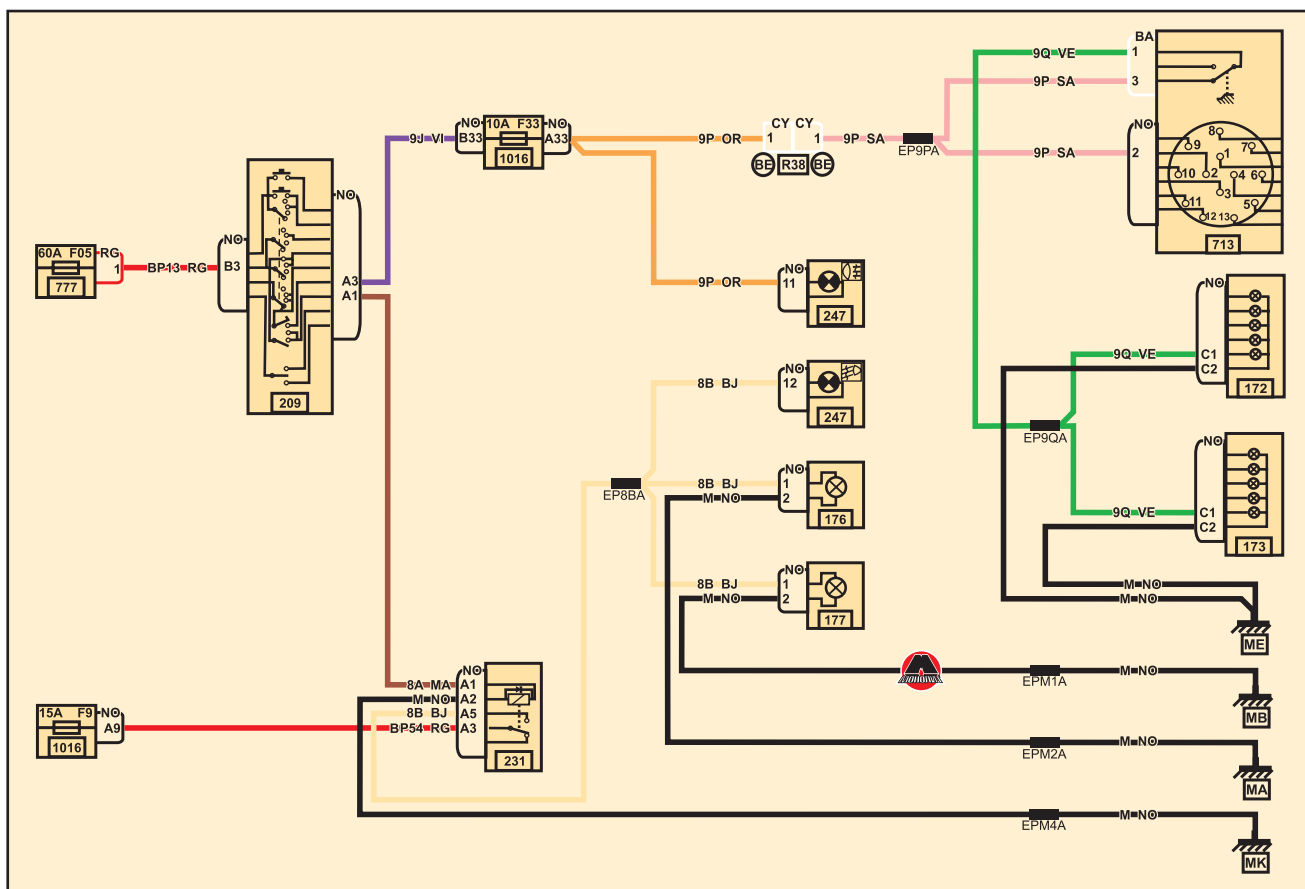 BA
1
9Q VE
9P SA
3
NO
10A F33
NO
CY CY
NO
9J VI
B33
A33
9P OR
1
1
9P SA
9P SA
2
1016
BE
R38
BE
EP9PA
8
9
7
1
10
2
4
6
3
11
5
12
13
713
NO
NO
60A F05
RG
1
BP13 RG
B3
777
A3
A1
9P OR
NO
11
247
NO
9Q VE
C1
C2
172
8B BJ
NO
12
247
209
EP9QA
NO
EP8BA
8B BJ
NO
1
M NO
2
176
9Q VE
C1
C2
173
8B BJ
NO
1
M NO
2
177
M NO
M NO
ME
NO
8A MA
A1
M NO
A2
8B BJ
A5
BP54 RG
A3
231
EPM1A
M NO
MB
15A F9
NO
A9
1016
EPM2A
M NO
MA
EPM4A
M NO
MK